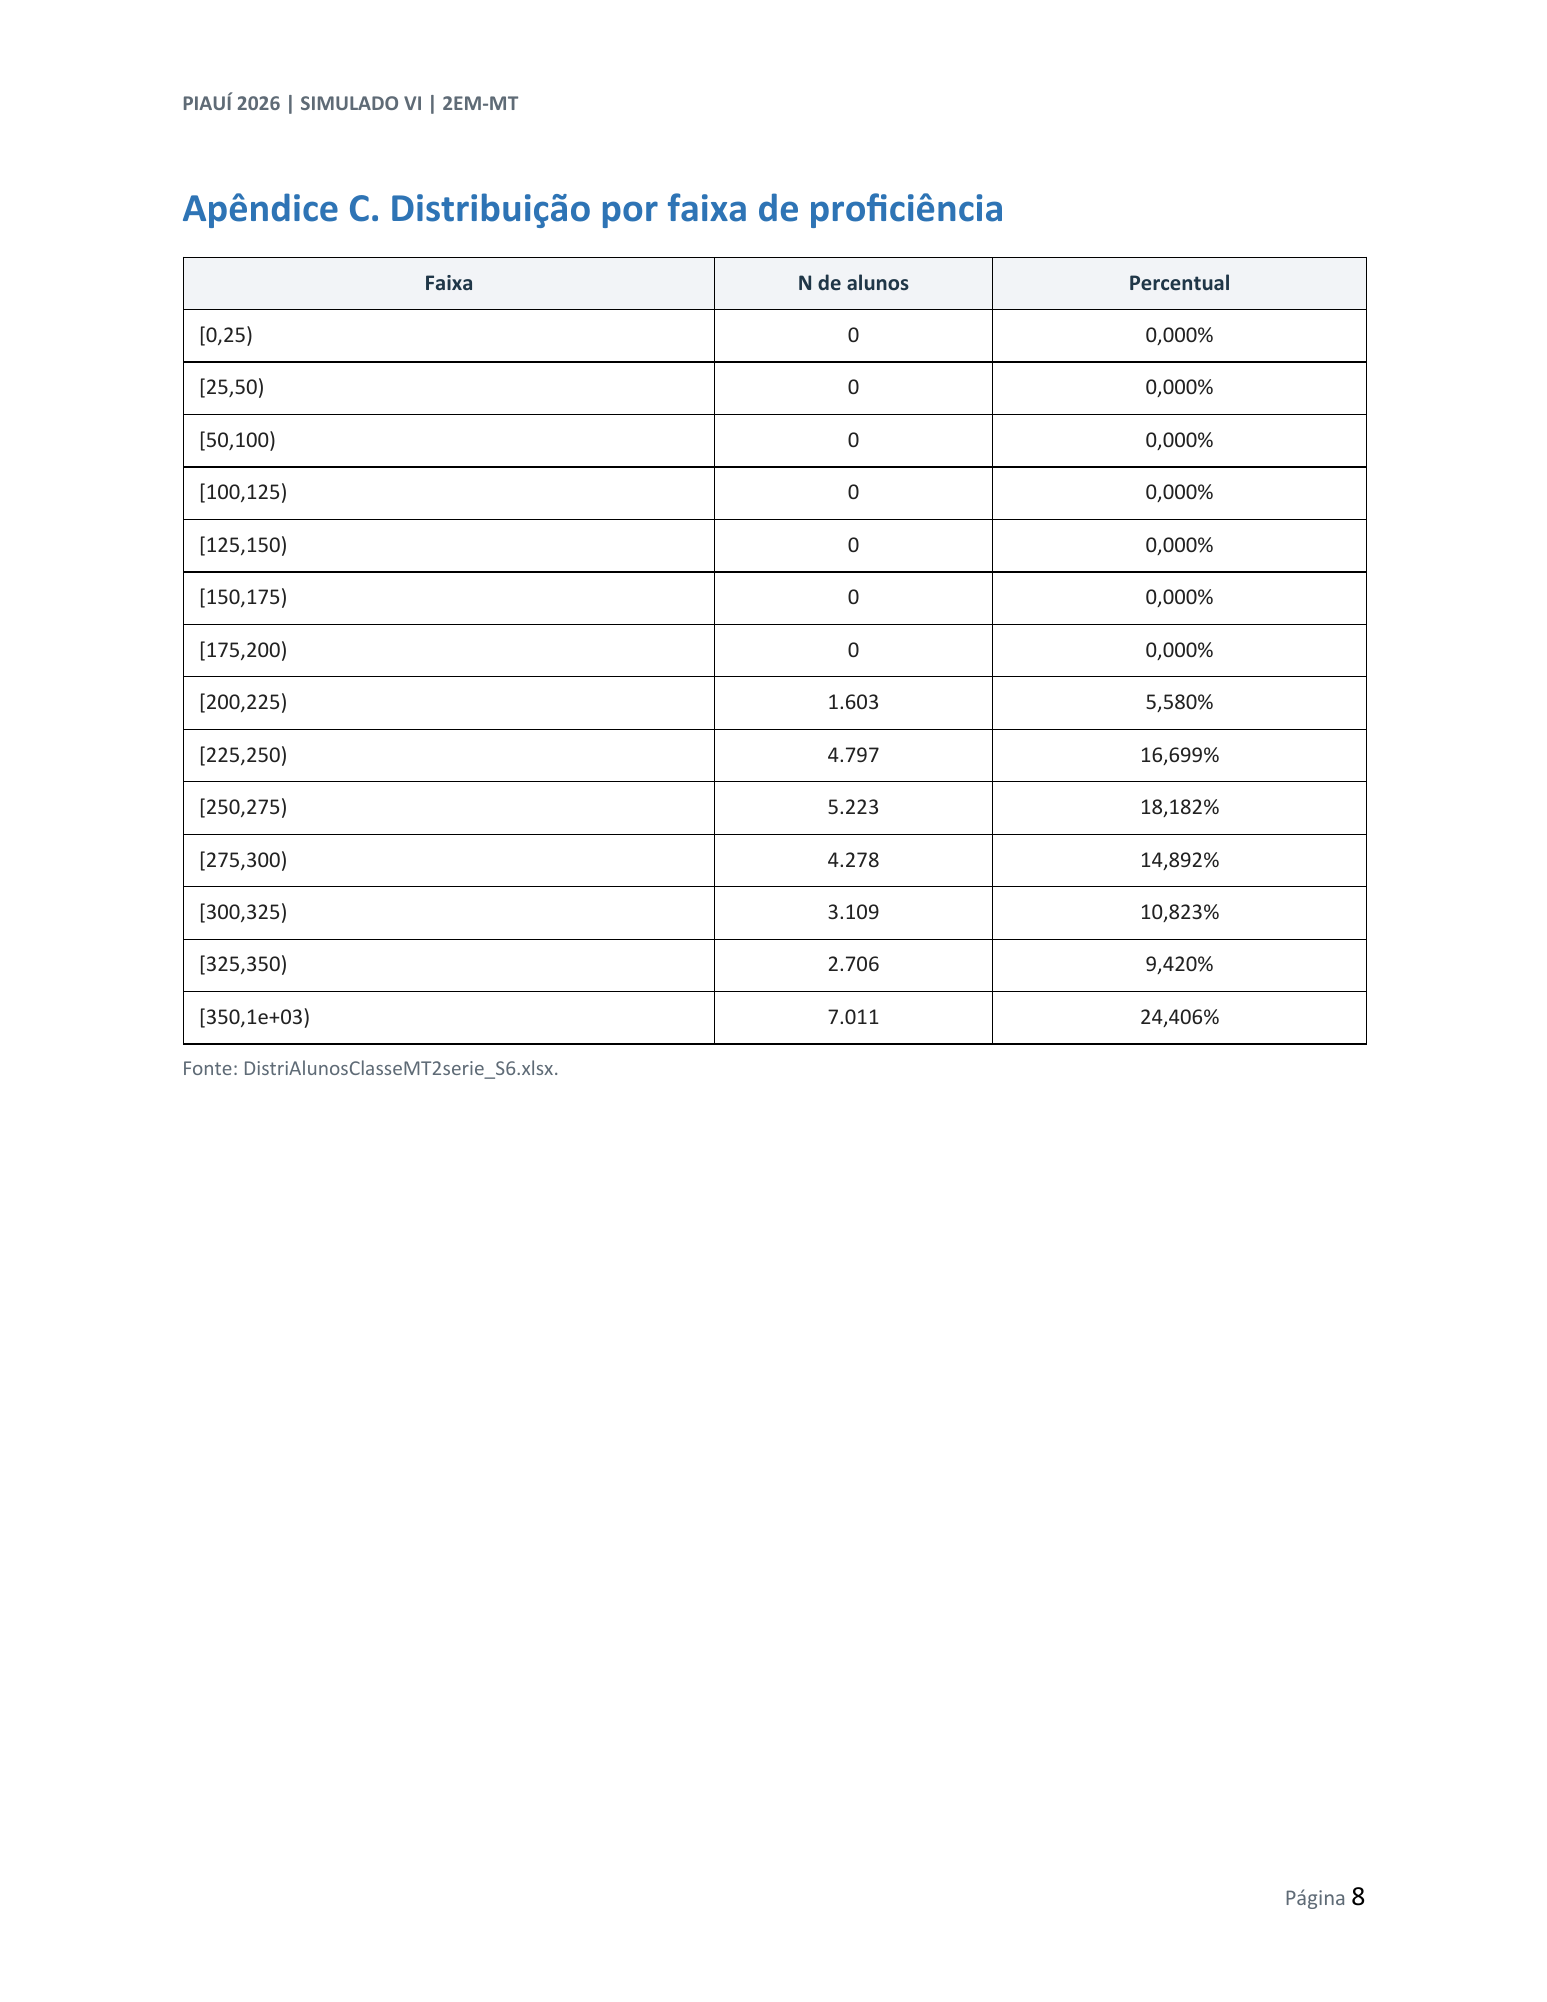 PIAUÍ 2026 | SIMULADO VI | 2EM-MT
Apêndice C. Distribuição por faixa de proficiência
Faixa N de alunos Percentual
[0,25) 0 0,000%
[25,50) 0 0,000%
[50,100) 0 0,000%
[100,125) 0 0,000%
[125,150) 0 0,000%
[150,175) 0 0,000%
[175,200) 0 0,000%
[200,225) 1.603 5,580%
[225,250) 4.797 16,699%
[250,275) 5.223 18,182%
[275,300) 4.278 14,892%
[300,325) 3.109 10,823%
[325,350) 2.706 9,420%
[350,1e+03) 7.011 24,406%
Fonte: DistriAlunosClasseMT2serie_S6.xlsx.
Página 8